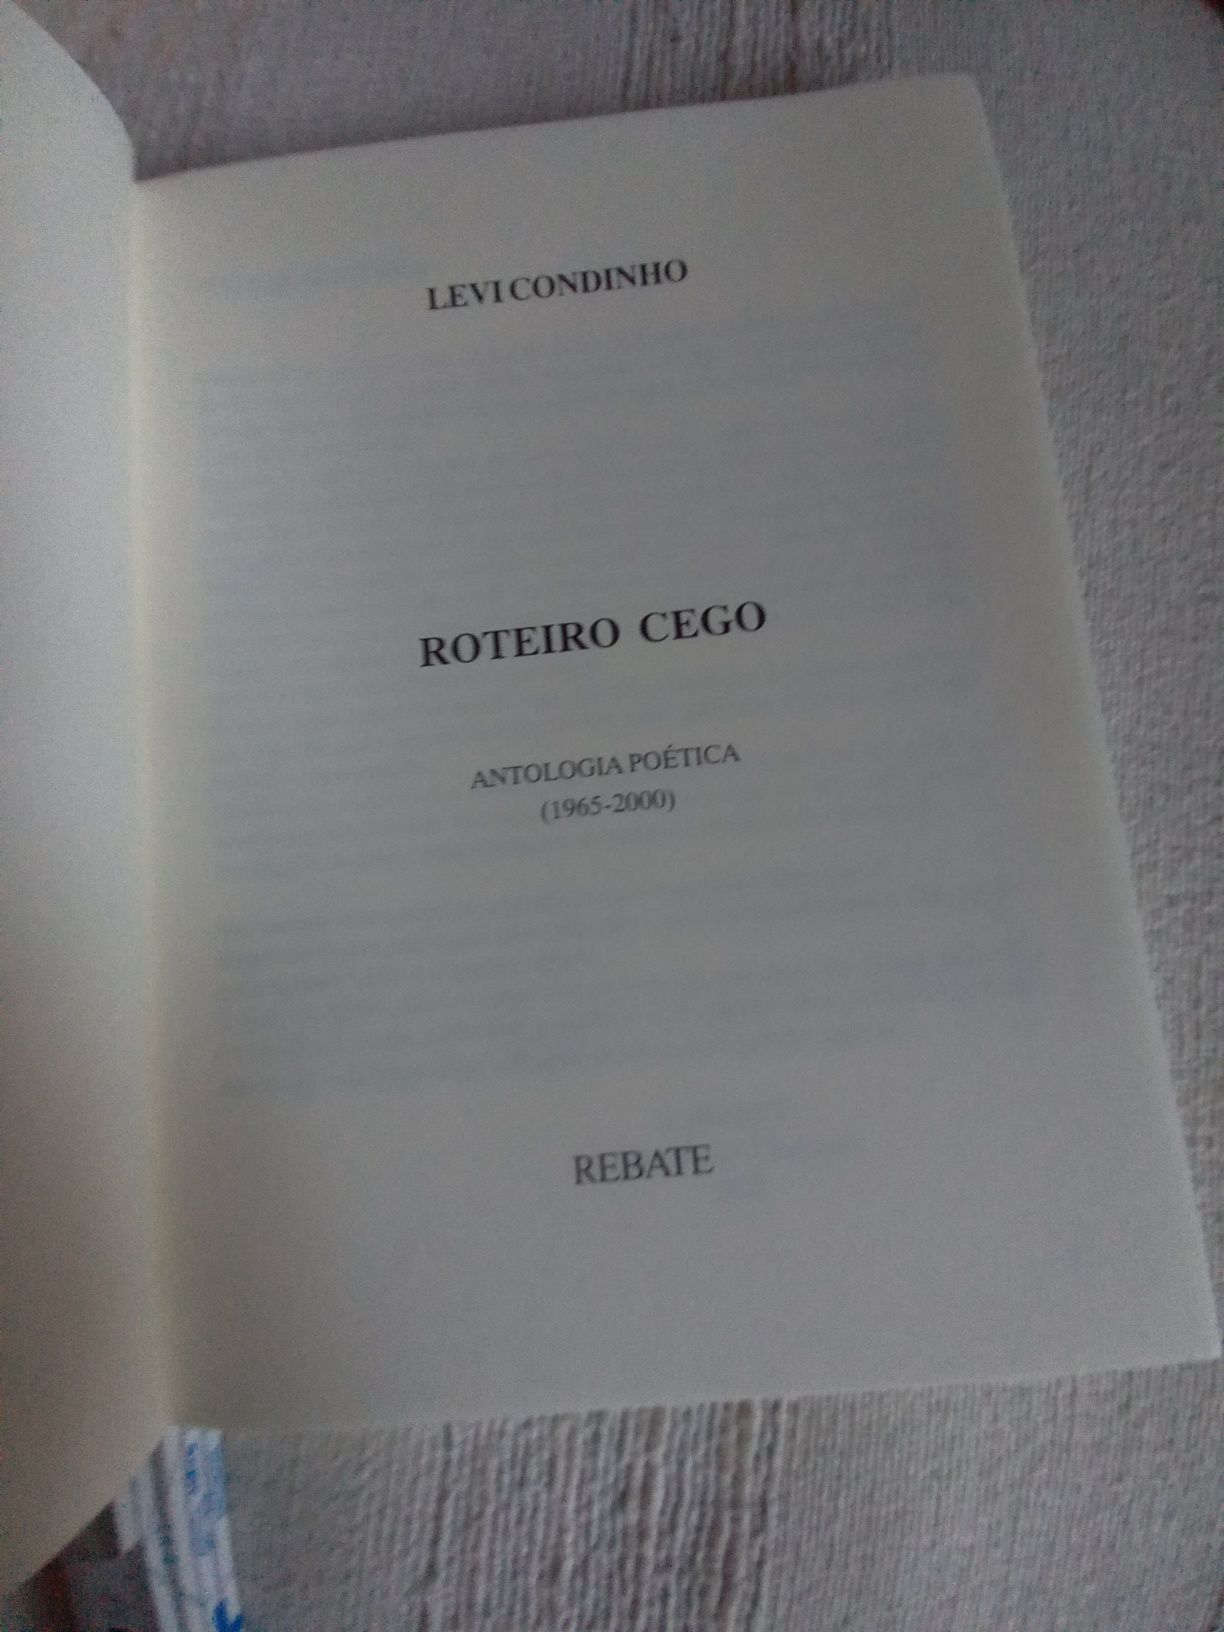 LEVI CONDINHO
ROTEIRO CEGO
ANTOLOGIA POÉTICA
(1965-2000)
REBATE